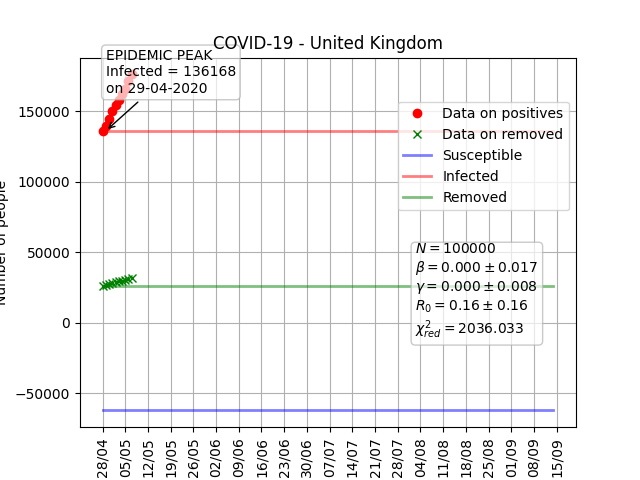 COVID-19 - United Kingdom
EPIDEMIC PEAK
Infected = 136168
on 29-04-2020
Data on positives
Data on removed
Susceptible
Infected
Removed
N = 100000
β = 0.000 ± 0.017
γ = 0.000 ± 0.008
R₀ = 0.16 ± 0.16
χ²_red = 2036.033
Number of people
150000
100000
50000
0
−50000
28/04
05/05
12/05
19/05
26/05
02/06
09/06
16/06
23/06
30/06
07/07
14/07
21/07
28/07
04/08
11/08
18/08
25/08
01/09
08/09
15/09